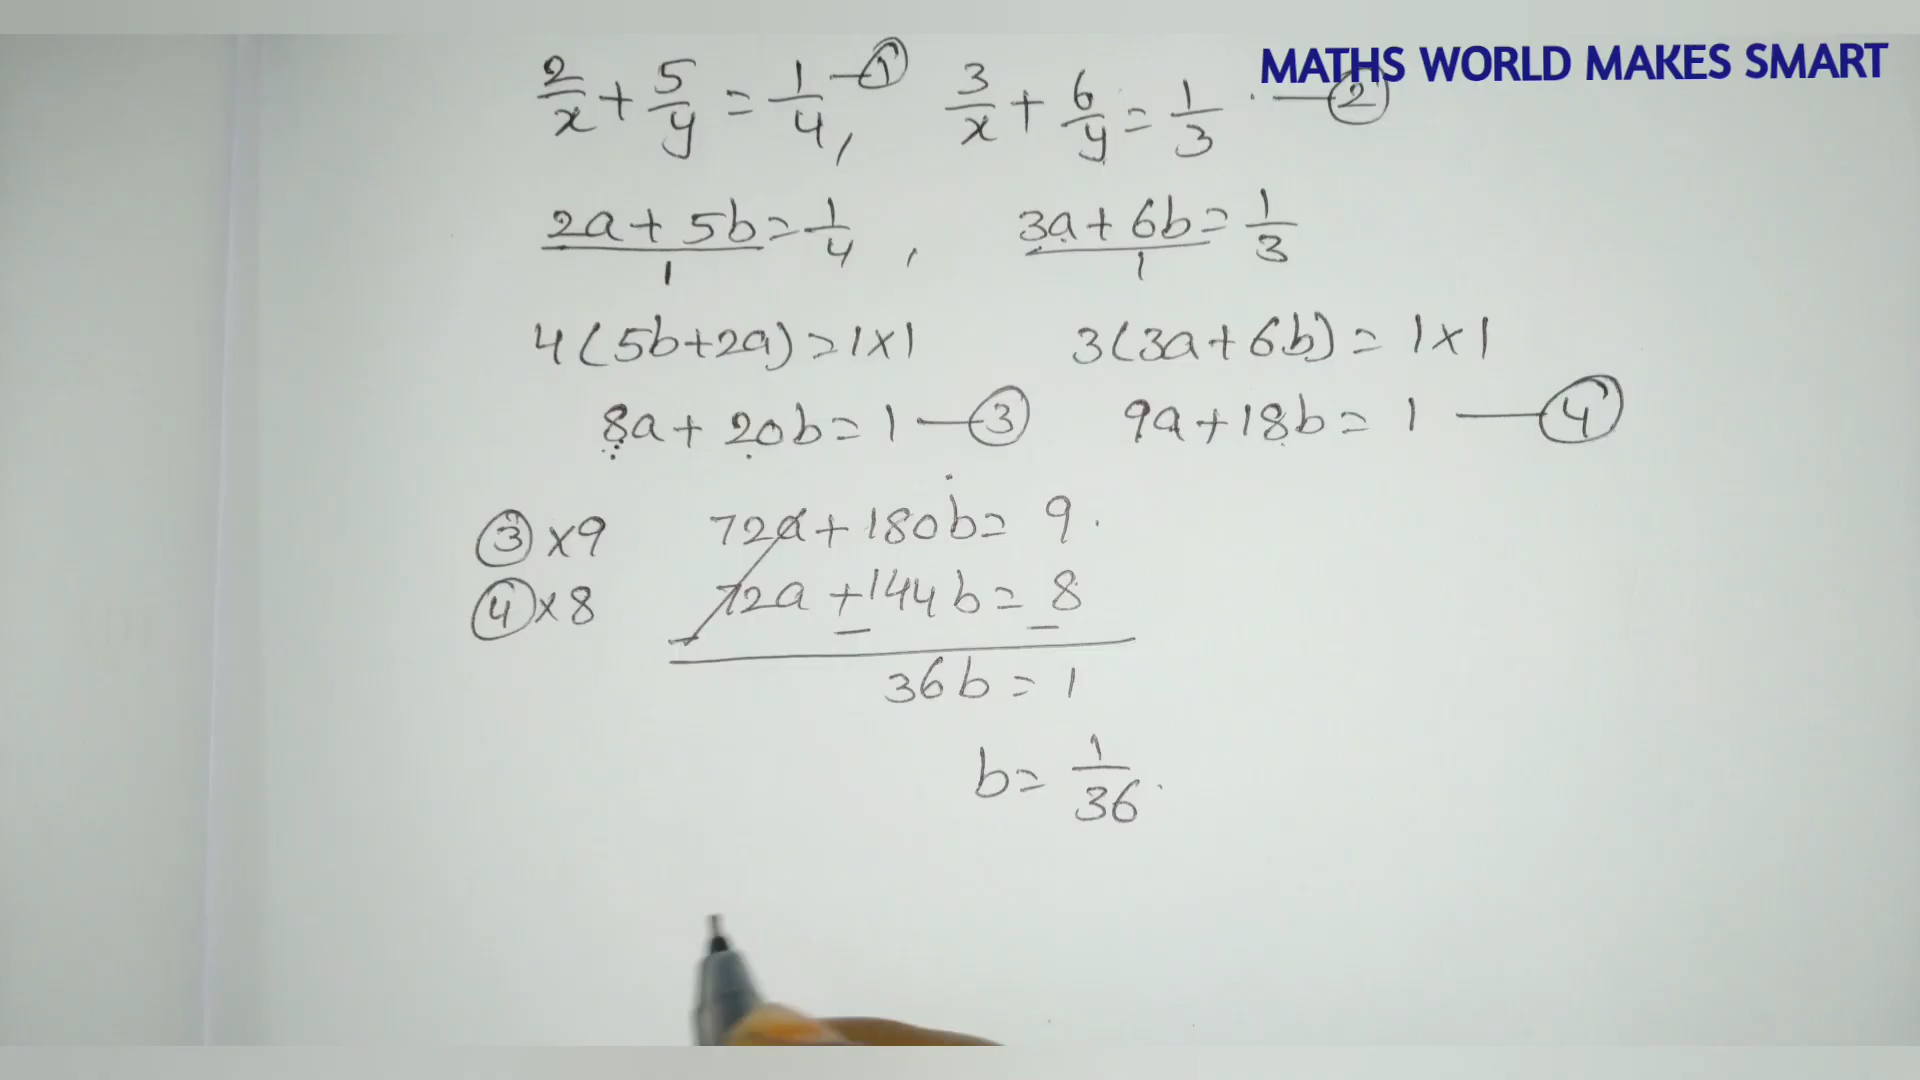 MATHS WORLD MAKES SMART
2/x + 5/y = 1/4 — ①, 3/x + 6/y = 1/3 . — ②
(2a + 5b)/1 = 1/4 , (3a + 6b)/1 = 1/3
4(5b+2a) = 1×1 3(3a+6b) = 1×1
8a + 20b = 1 — ③ 9a + 18b = 1 — ④
③ ×9 72a + 180b = 9.
④ ×8 72a + 144b = 8
− − −
36b = 1
b = 1/36.